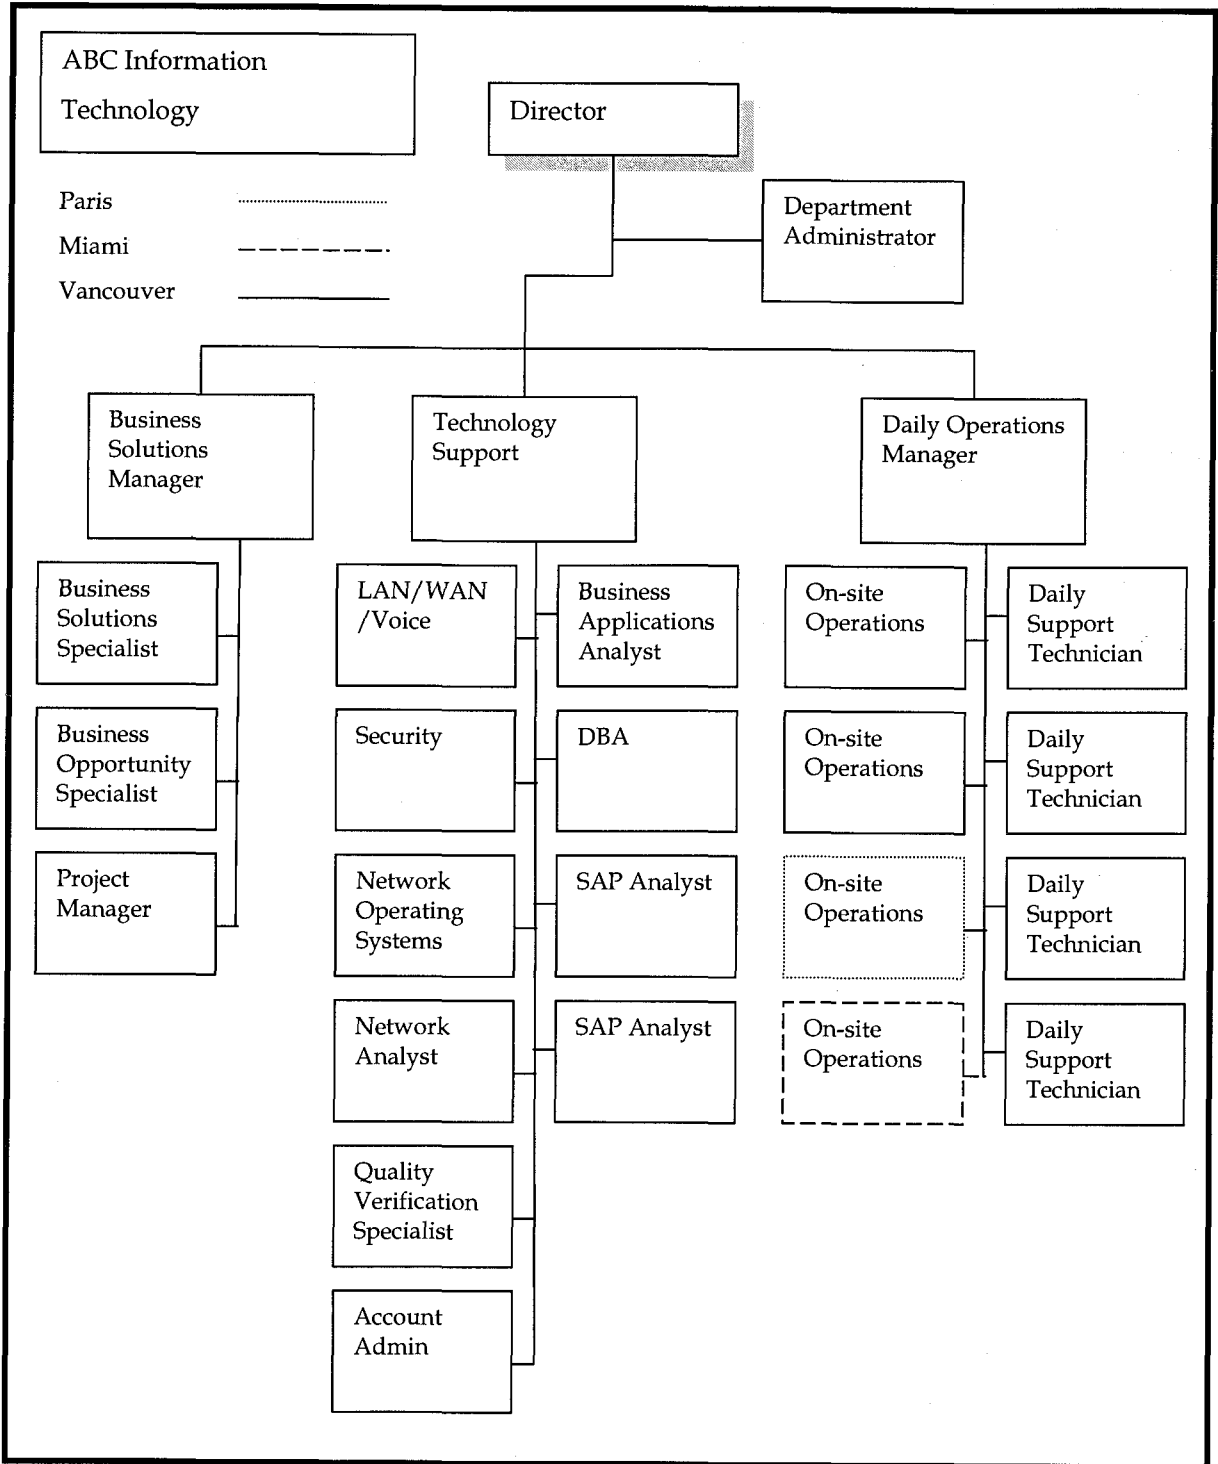 ABC Information
Technology
Director
Paris
Miami
Vancouver
Department
Administrator
Business
Solutions
Manager
Technology
Support
Daily Operations
Manager
Business
Solutions
Specialist
Business
Opportunity
Specialist
Project
Manager
LAN/WAN
/Voice
Security
Network
Operating
Systems
Network
Analyst
Quality
Verification
Specialist
Account
Admin
Business
Applications
Analyst
DBA
SAP Analyst
SAP Analyst
On-site
Operations
On-site
Operations
On-site
Operations
On-site
Operations
Daily
Support
Technician
Daily
Support
Technician
Daily
Support
Technician
Daily
Support
Technician